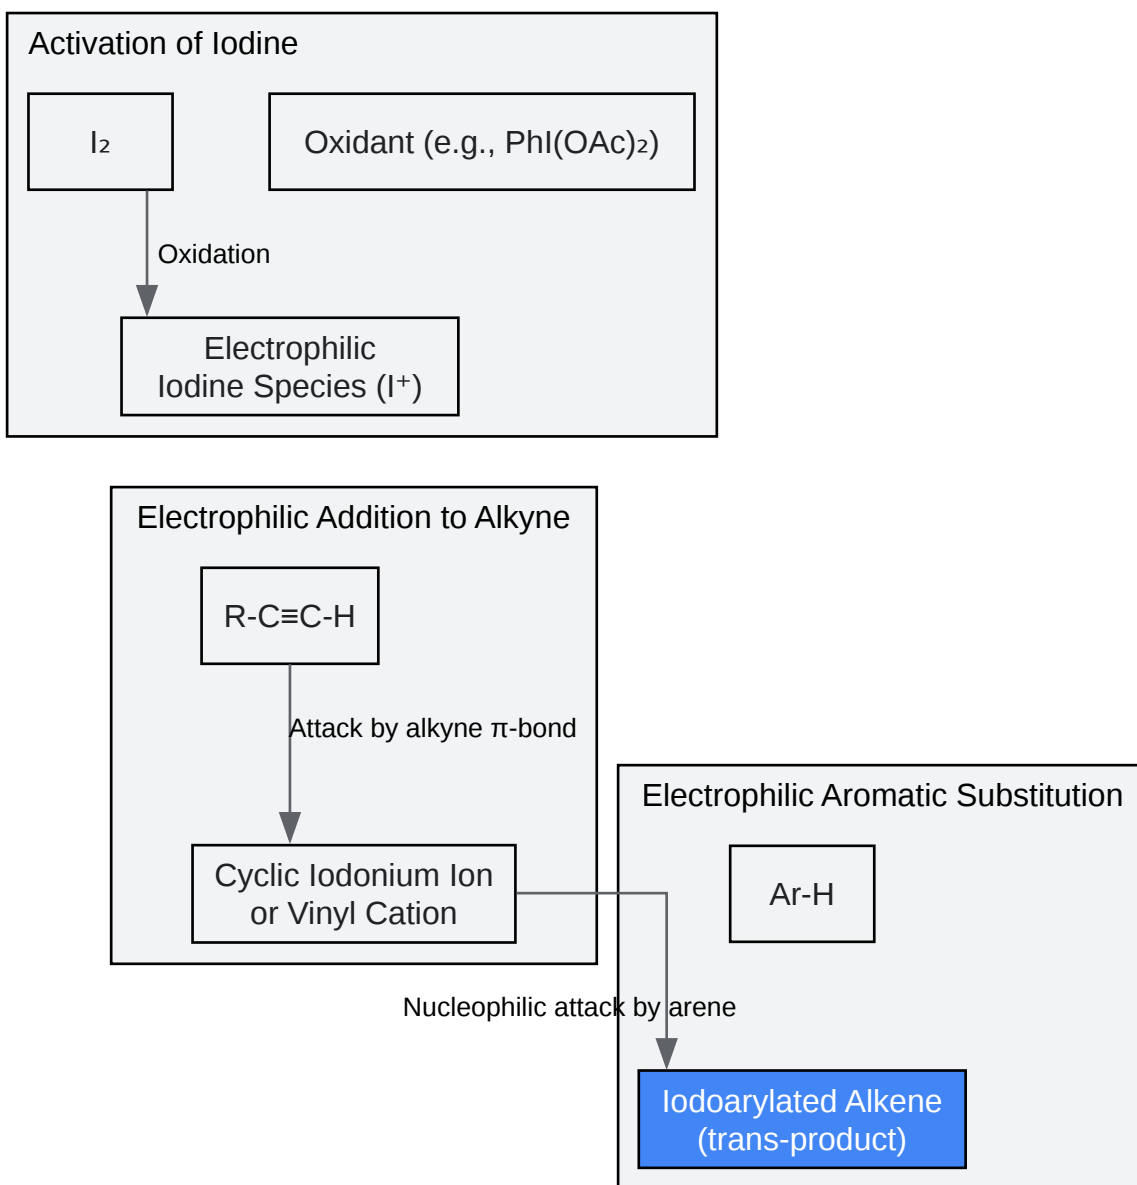 Activation of Iodine
I₂
Oxidant (e.g., PhI(OAc)₂)
Oxidation
Electrophilic
Iodine Species (I⁺)
Electrophilic Addition to Alkyne
R-C≡C-H
Attack by alkyne π-bond
Cyclic Iodonium Ion
or Vinyl Cation
Electrophilic Aromatic Substitution
Ar-H
Nucleophilic attack by arene
Iodoarylated Alkene
(trans-product)